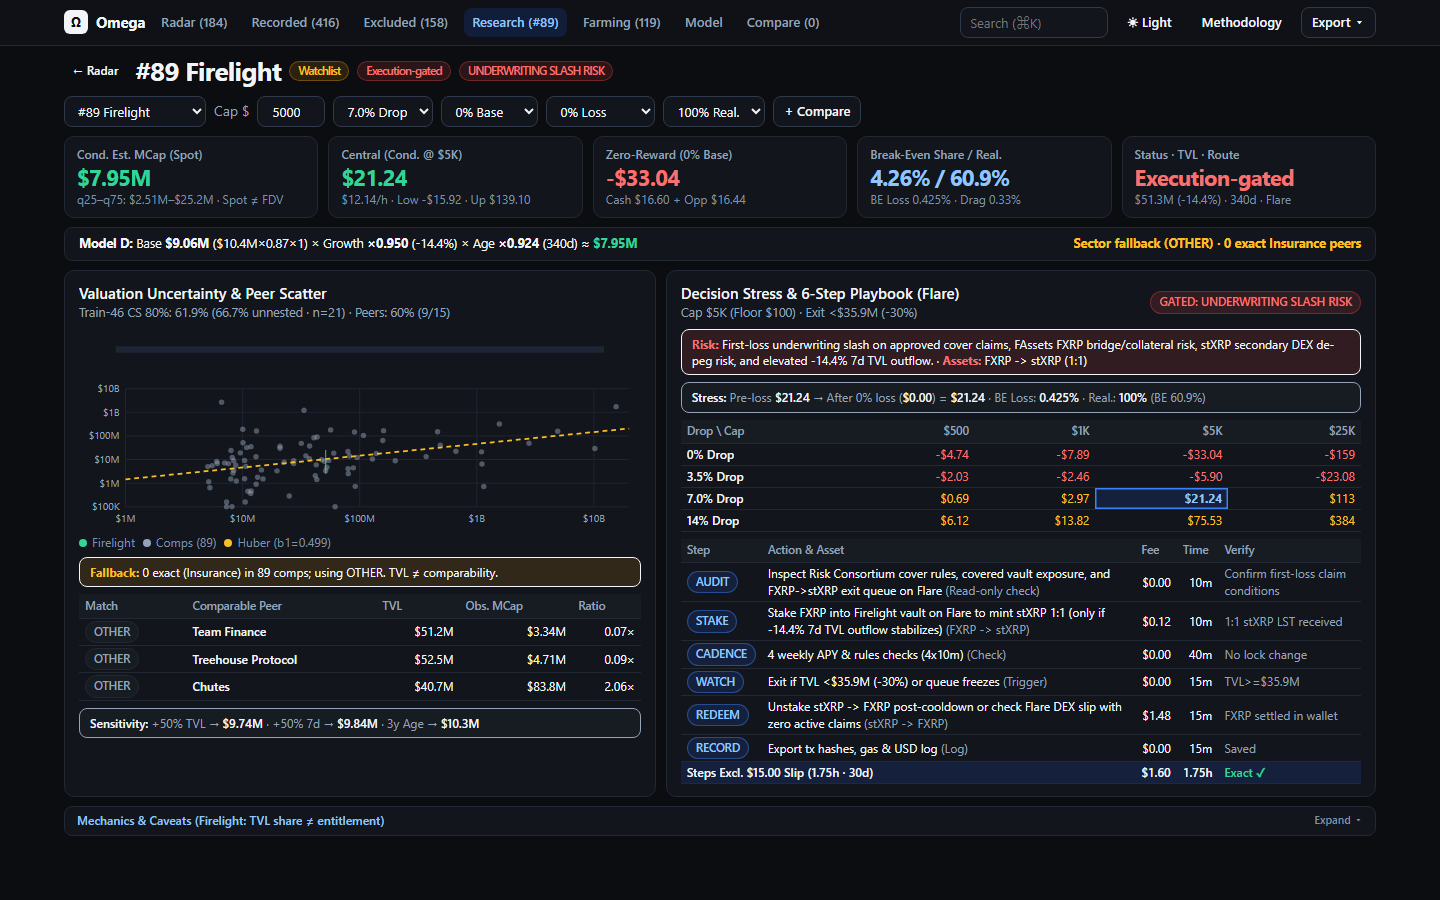 Ω Omega Radar (184) Recorded (416) Excluded (158) Research (#89) Farming (119) Model Compare (0) Search (⌘K) ☀ Light Methodology Export ▾
← Radar #89 Firelight Watchlist Execution-gated UNDERWRITING SLASH RISK
#89 Firelight Cap $ 5000 7.0% Drop 0% Base 0% Loss 100% Real. + Compare
Cond. Est. MCap (Spot)
$7.95M
q25–q75: $2.51M–$25.2M · Spot ≠ FDV
Central (Cond. @ $5K)
$21.24
$12.14/h · Low -$15.92 · Up $139.10
Zero-Reward (0% Base)
-$33.04
Cash $16.60 + Opp $16.44
Break-Even Share / Real.
4.26% / 60.9%
BE Loss 0.425% · Drag 0.33%
Status · TVL · Route
Execution-gated
$51.3M (-14.4%) · 340d · Flare
Model D: Base $9.06M ($10.4M×0.87×1) × Growth ×0.950 (-14.4%) × Age ×0.924 (340d) ≈ $7.95M
Sector fallback (OTHER) · 0 exact Insurance peers
Valuation Uncertainty & Peer Scatter
Train-46 CS 80%: 61.9% (66.7% unnested · n=21) · Peers: 60% (9/15)
$10B
$1B
$100M
$10M
$1M
$100K
$1M $10M $100M $1B $10B
Firelight Comps (89) Huber (b1=0.499)
Fallback: 0 exact (Insurance) in 89 comps; using OTHER. TVL ≠ comparability.
Match Comparable Peer TVL Obs. MCap Ratio
OTHER Team Finance $51.2M $3.34M 0.07×
OTHER Treehouse Protocol $52.5M $4.71M 0.09×
OTHER Chutes $40.7M $83.8M 2.06×
Sensitivity: +50% TVL → $9.74M · +50% 7d → $9.84M · 3y Age → $10.3M
Decision Stress & 6-Step Playbook (Flare)
Cap $5K (Floor $100) · Exit <$35.9M (-30%)
GATED: UNDERWRITING SLASH RISK
Risk: First-loss underwriting slash on approved cover claims, FAssets FXRP bridge/collateral risk, stXRP secondary DEX de-
peg risk, and elevated -14.4% 7d TVL outflow. · Assets: FXRP -> stXRP (1:1)
Stress: Pre-loss $21.24 → After 0% loss ($0.00) = $21.24 · BE Loss: 0.425% · Real.: 100% (BE 60.9%)
Drop \ Cap $500 $1K $5K $25K
0% Drop -$4.74 -$7.89 -$33.04 -$159
3.5% Drop -$2.03 -$2.46 -$5.90 -$23.08
7.0% Drop $0.69 $2.97 $21.24 $113
14% Drop $6.12 $13.82 $75.53 $384
Step Action & Asset Fee Time Verify
AUDIT Inspect Risk Consortium cover rules, covered vault exposure, and $0.00 10m Confirm first-loss claim
FXRP->stXRP exit queue on Flare (Read-only check) conditions
STAKE Stake FXRP into Firelight vault on Flare to mint stXRP 1:1 (only if $0.12 10m 1:1 stXRP LST received
-14.4% 7d TVL outflow stabilizes) (FXRP -> stXRP)
CADENCE 4 weekly APY & rules checks (4x10m) (Check) $0.00 40m No lock change
WATCH Exit if TVL <$35.9M (-30%) or queue freezes (Trigger) $0.00 15m TVL>=$35.9M
REDEEM Unstake stXRP -> FXRP post-cooldown or check Flare DEX slip with $1.48 15m FXRP settled in wallet
zero active claims (stXRP -> FXRP)
RECORD Export tx hashes, gas & USD log (Log) $0.00 15m Saved
Steps Excl. $15.00 Slip (1.75h · 30d) $1.60 1.75h Exact ✓
Mechanics & Caveats (Firelight: TVL share ≠ entitlement) Expand ▾